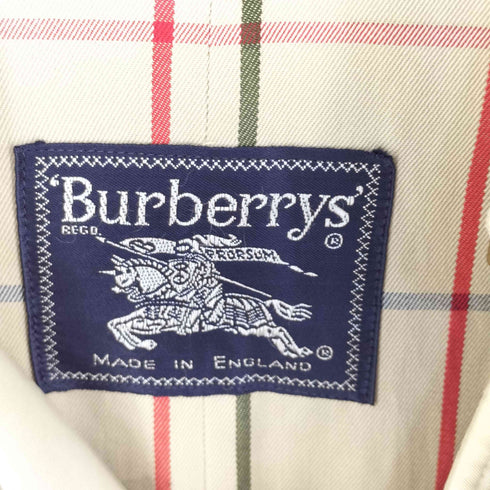 'Burberrys'
REGD. ®
PRORSUM
®
MADE IN ENGLAND